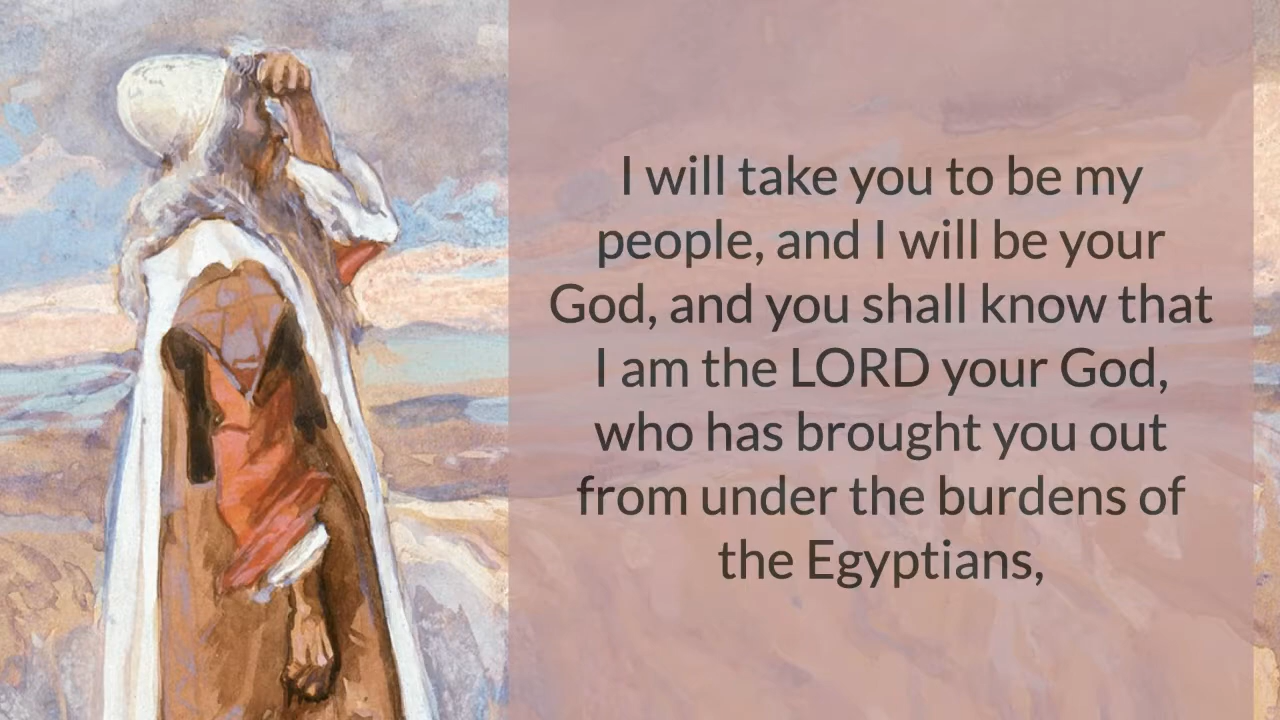 I will take you to be my
people, and I will be your
God, and you shall know that
I am the LORD your God,
who has brought you out
from under the burdens of
the Egyptians,